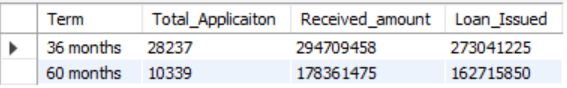 Term Total_Applicaiton Received_amount Loan_Issued
36 months 28237 294709458 273041225
60 months 10339 178361475 162715850